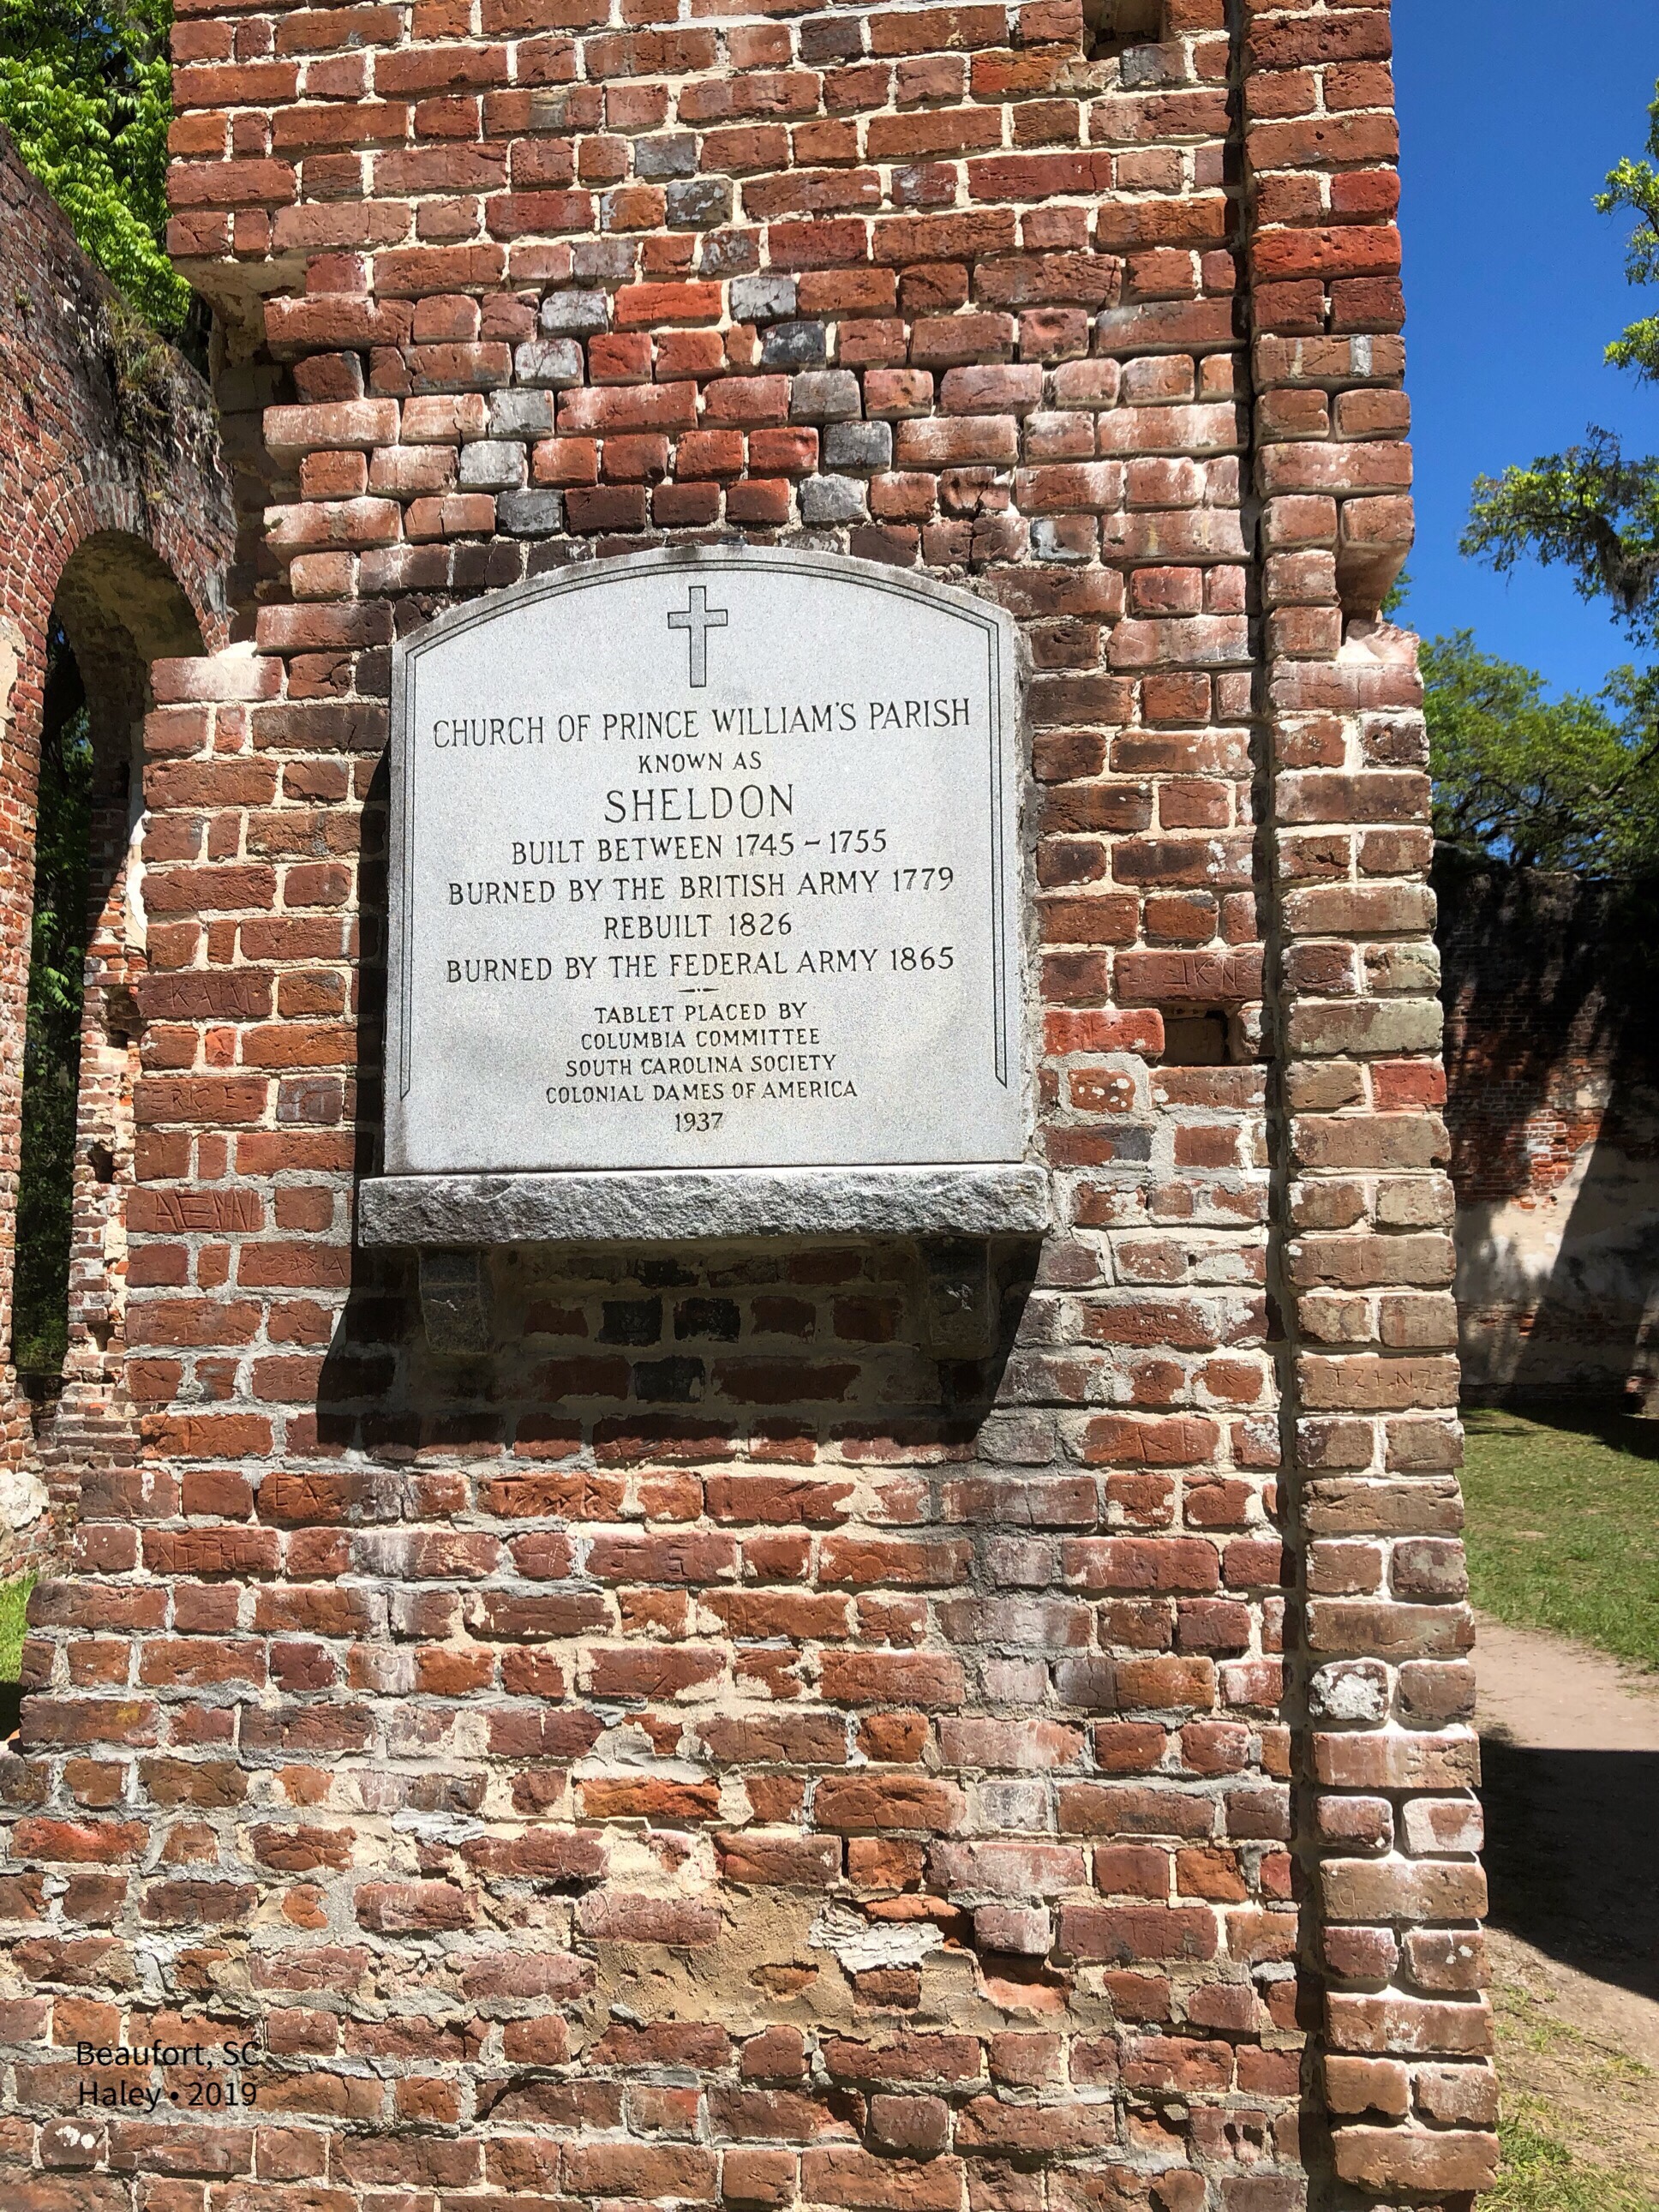 CHURCH OF PRINCE WILLIAM'S PARISH
KNOWN AS
SHELDON
BUILT BETWEEN 1745 – 1755
BURNED BY THE BRITISH ARMY 1779
REBUILT 1826
BURNED BY THE FEDERAL ARMY 1865
TABLET PLACED BY
COLUMBIA COMMITTEE
SOUTH CAROLINA SOCIETY
COLONIAL DAMES OF AMERICA
1937
Beaufort, SC
Haley • 2019